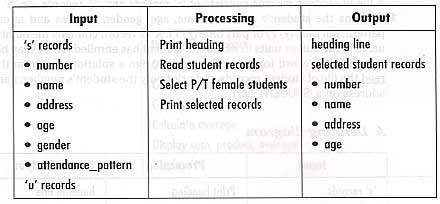 Input Processing Output
's' records Print heading heading line
• number Read student records selected student records
• name Select P/T female students • number
• address Print selected records • name
• age • address
• gender • age
• attendance_pattern
'u' records